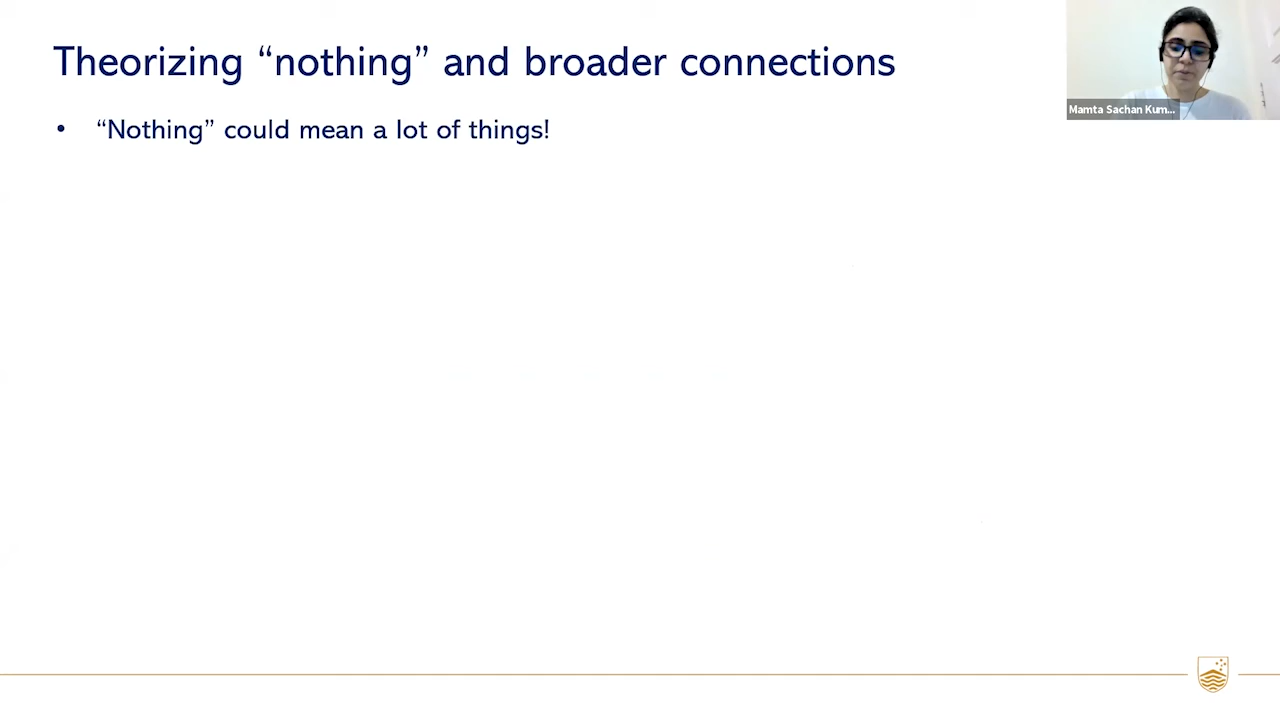 Theorizing “nothing” and broader connections
• “Nothing” could mean a lot of things!
Mamta Sachan Kum...